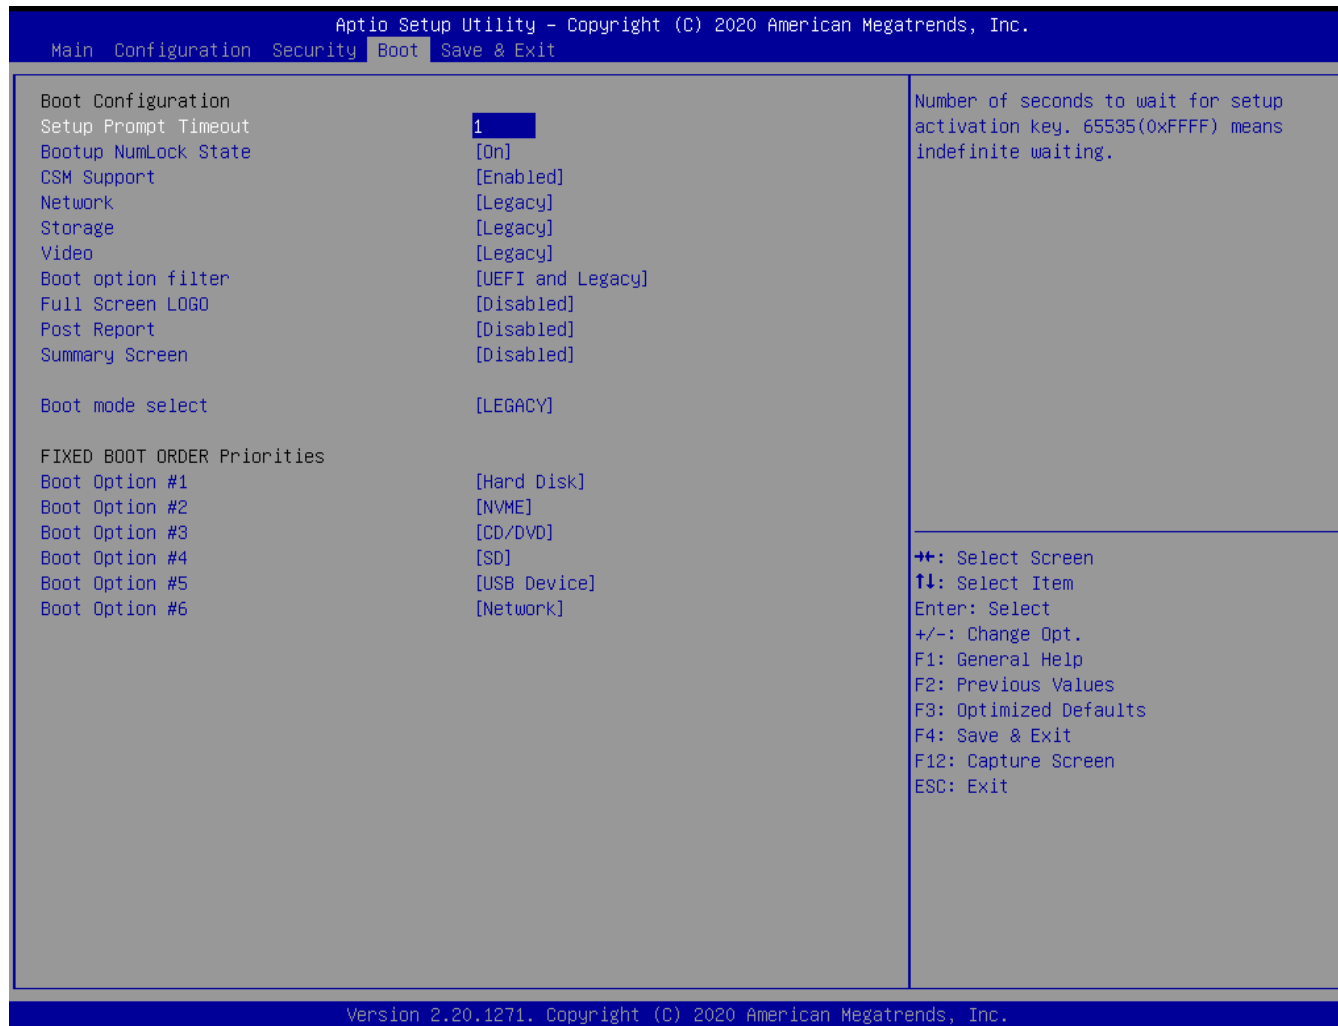 Aptio Setup Utility – Copyright (C) 2020 American Megatrends, Inc.
Main Configuration Security Boot Save & Exit
Boot Configuration
Setup Prompt Timeout 1
Bootup NumLock State [On]
CSM Support [Enabled]
Network [Legacy]
Storage [Legacy]
Video [Legacy]
Boot option filter [UEFI and Legacy]
Full Screen LOGO [Disabled]
Post Report [Disabled]
Summary Screen [Disabled]
Boot mode select [LEGACY]
FIXED BOOT ORDER Priorities
Boot Option #1 [Hard Disk]
Boot Option #2 [NVME]
Boot Option #3 [CD/DVD]
Boot Option #4 [SD]
Boot Option #5 [USB Device]
Boot Option #6 [Network]
Number of seconds to wait for setup
activation key. 65535(0xFFFF) means
indefinite waiting.
→←: Select Screen
↑↓: Select Item
Enter: Select
+/-: Change Opt.
F1: General Help
F2: Previous Values
F3: Optimized Defaults
F4: Save & Exit
F12: Capture Screen
ESC: Exit
Version 2.20.1271. Copyright (C) 2020 American Megatrends, Inc.